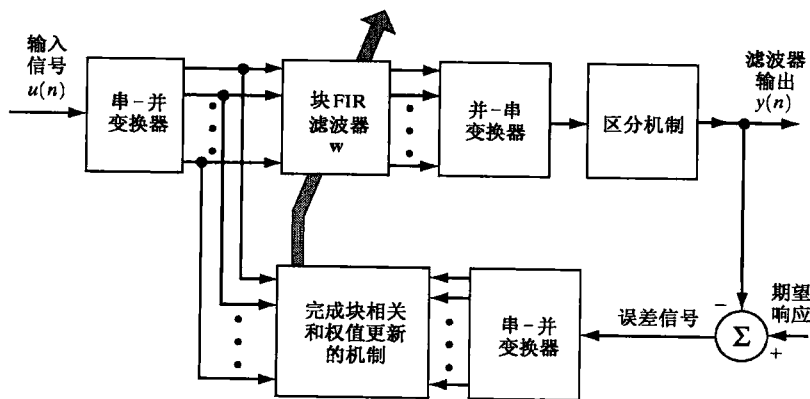 输入
信号
u(n)
串-并
变换器
块FIR
滤波器
w
并-串
变换器
区分机制
滤波器
输出
y(n)
完成块相关
和权值更新
的机制
串-并
变换器
误差信号
-
Σ
+
期望
响应